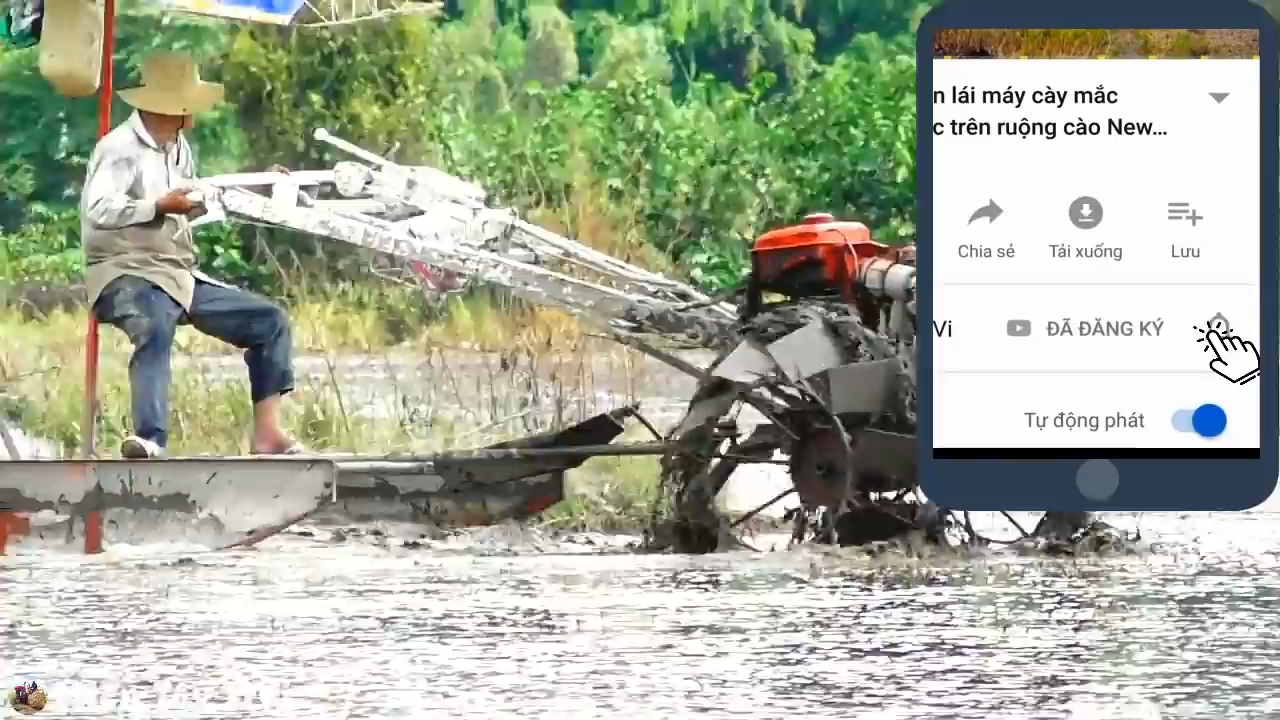 n lái máy cày mắc
c trên ruộng cào New...
Chia sẻ
Tải xuống
Lưu
Vi
ĐÃ ĐĂNG KÝ
Tự động phát